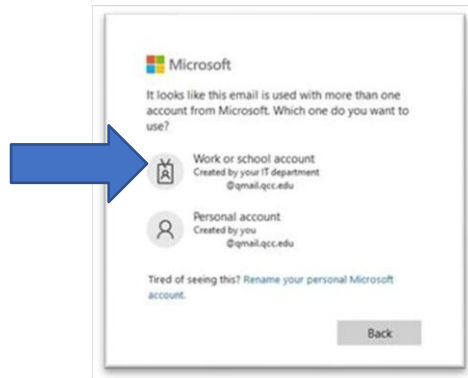 Microsoft
It looks like this email is used with more than one
account from Microsoft. Which one do you want to
use?
Work or school account
Created by your IT department
@qmail.qcc.edu
Personal account
Created by you
@qmail.qcc.edu
Tired of seeing this? Rename your personal Microsoft
account.
Back